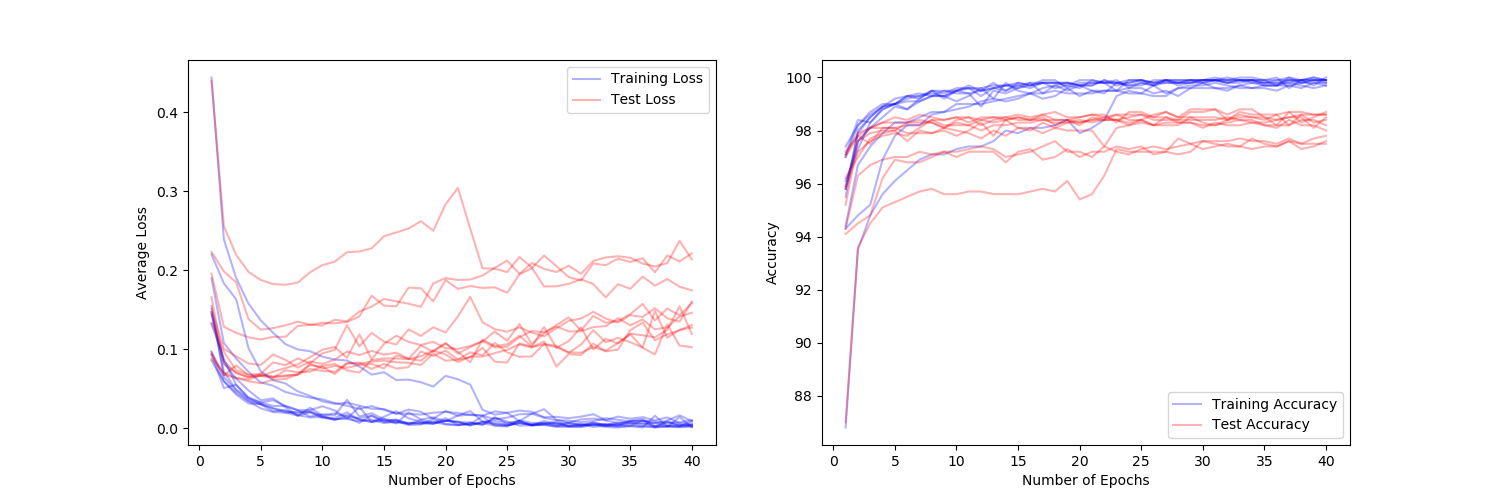 Training Loss
Test Loss
0.4
0.3
0.2
0.1
0.0
Average Loss
0 5 10 15 20 25 30 35 40
Number of Epochs
100
98
96
94
92
90
88
Accuracy
Training Accuracy
Test Accuracy
0 5 10 15 20 25 30 35 40
Number of Epochs